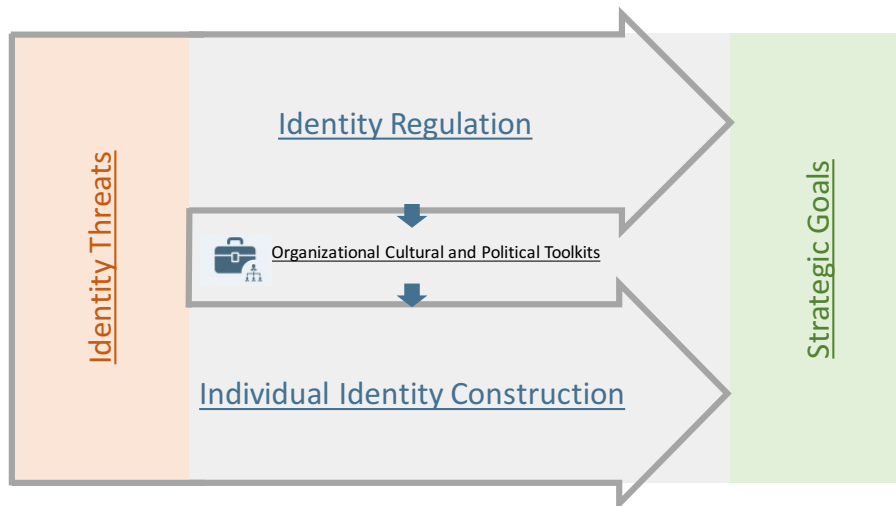 Identity Threats
Identity Regulation
Organizational Cultural and Political Toolkits
Individual Identity Construction
Strategic Goals